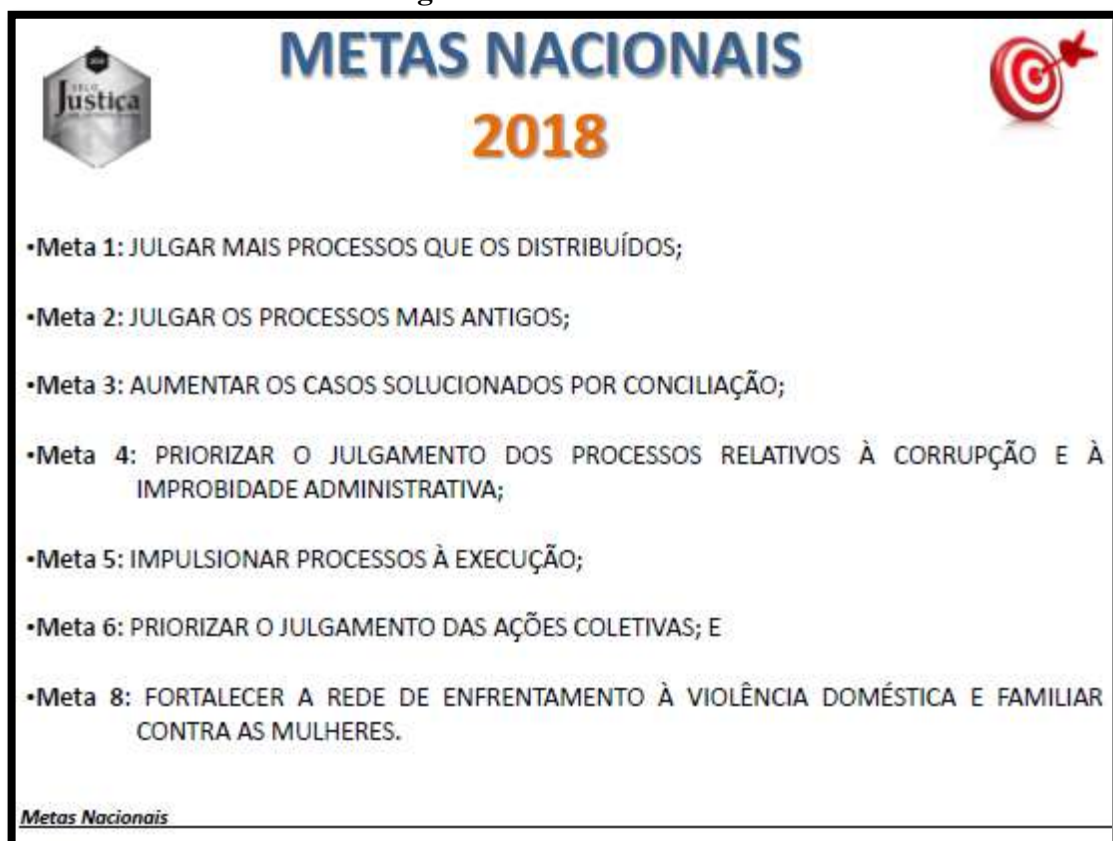 METAS NACIONAIS
2018
Justiça
•Meta 1: JULGAR MAIS PROCESSOS QUE OS DISTRIBUÍDOS;
•Meta 2: JULGAR OS PROCESSOS MAIS ANTIGOS;
•Meta 3: AUMENTAR OS CASOS SOLUCIONADOS POR CONCILIAÇÃO;
•Meta 4: PRIORIZAR O JULGAMENTO DOS PROCESSOS RELATIVOS À CORRUPÇÃO E À
IMPROBIDADE ADMINISTRATIVA;
•Meta 5: IMPULSIONAR PROCESSOS À EXECUÇÃO;
•Meta 6: PRIORIZAR O JULGAMENTO DAS AÇÕES COLETIVAS; E
•Meta 8: FORTALECER A REDE DE ENFRENTAMENTO À VIOLÊNCIA DOMÉSTICA E FAMILIAR
CONTRA AS MULHERES.
Metas Nacionais